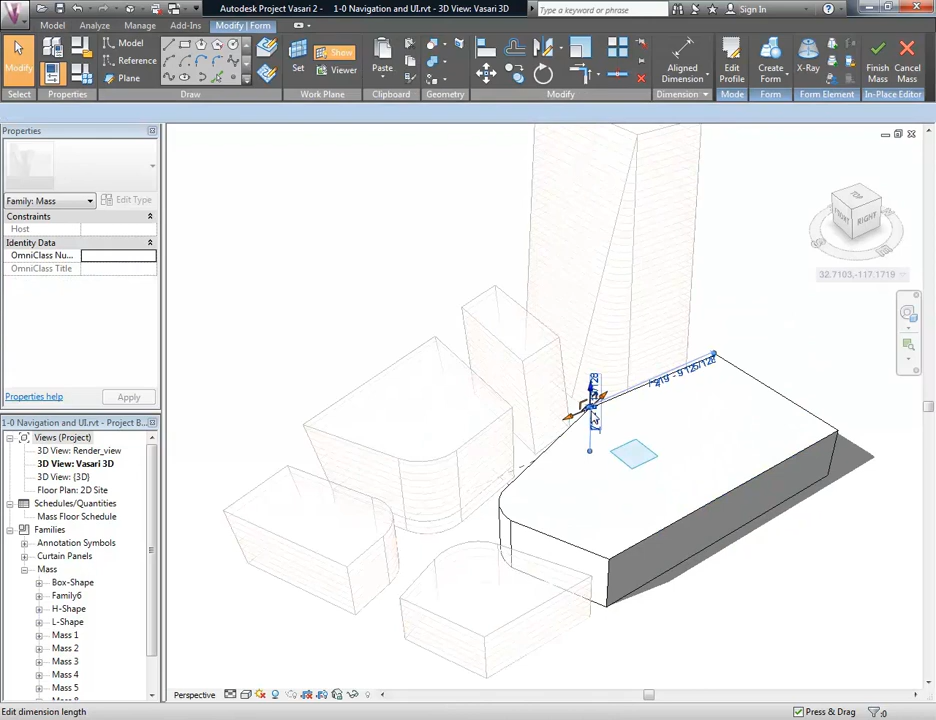 Autodesk Project Vasari 2 - 1-0 Navigation and UI.rvt - 3D View: Vasari 3D
Type a keyword or phrase
Sign In
Model
Analyze
Manage
Add-Ins
Modify | Form
Modify
Model
Reference
Plane
Set
Show
Viewer
Paste
Aligned
Dimension
Edit
Profile
Create
Form
X-Ray
Finish
Mass
Cancel
Mass
Select
Properties
Draw
Work Plane
Clipboard
Geometry
Modify
Dimension
Mode
Form
Form Element
In-Place Editor
Properties
Family: Mass
Edit Type
Constraints
Host
Identity Data
OmniClass Nu...
OmniClass Title
Properties help
Apply
1-0 Navigation and UI.rvt - Project B...
Views (Project)
3D View: Render_view
3D View: Vasari 3D
3D View: {3D}
Floor Plan: 2D Site
Schedules/Quantities
Mass Floor Schedule
Families
Annotation Symbols
Curtain Panels
Mass
Box-Shape
Family6
H-Shape
L-Shape
Mass 1
Mass 2
Mass 3
Mass 4
Mass 5
TOP
FRONT
RIGHT
32.7103,-117.1719
Perspective
Edit dimension length
Press & Drag
:0